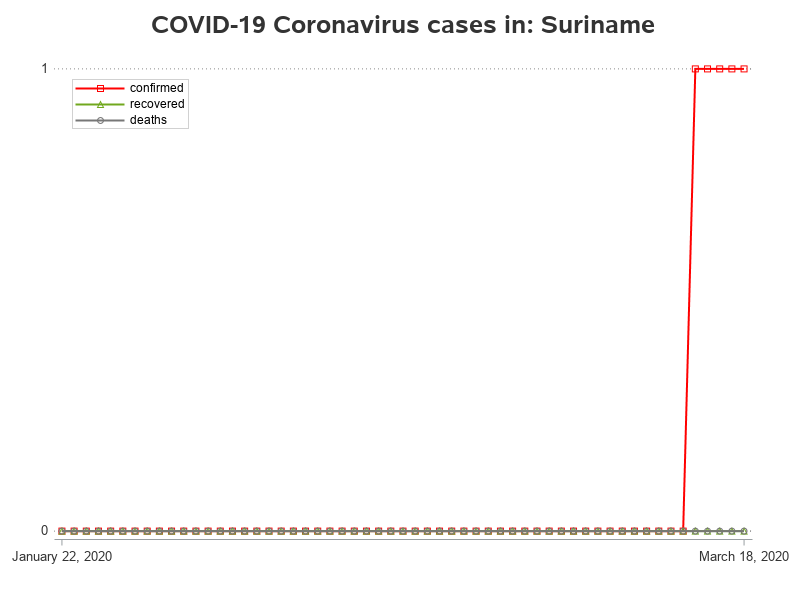 COVID-19 Coronavirus cases in: Suriname
1
confirmed
recovered
deaths
0
January 22, 2020
March 18, 2020